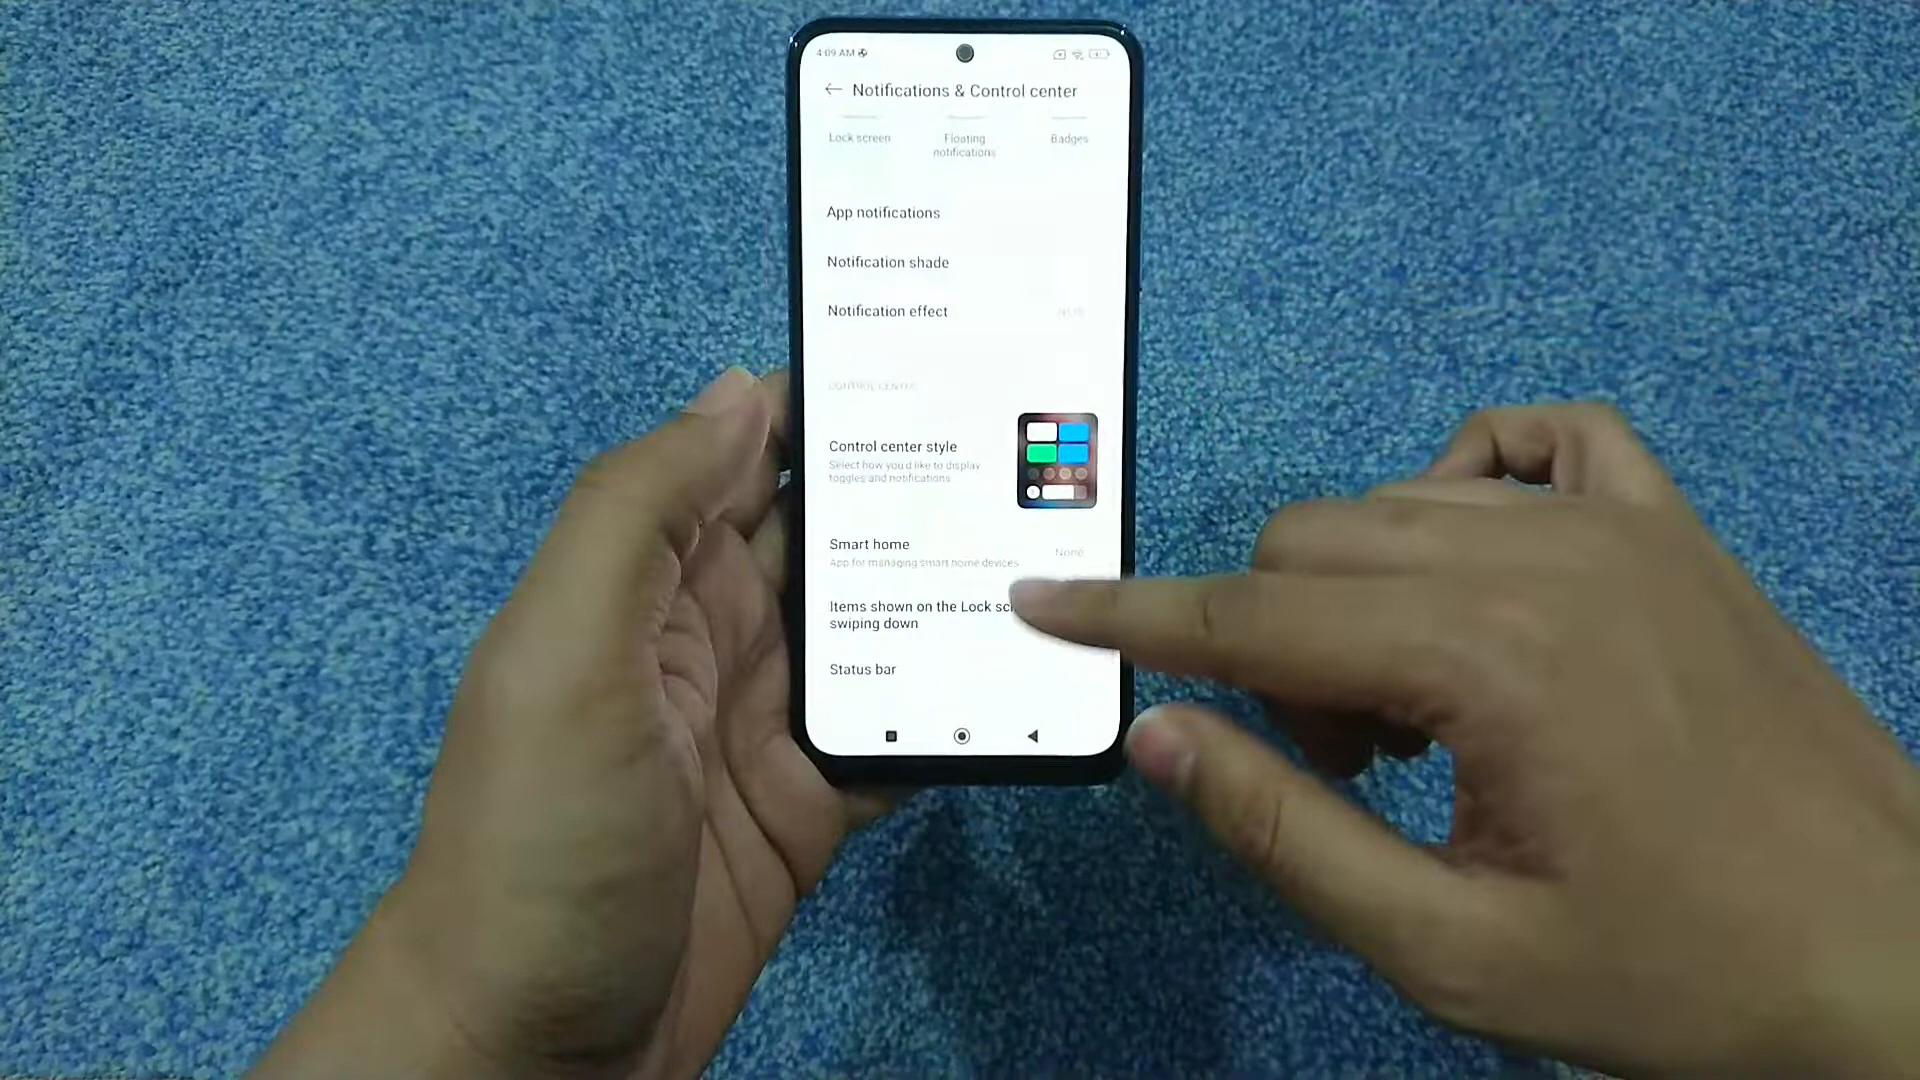 4:09 AM
Notifications & Control center
Lock screen
Floating
notifications
Badges
App notifications
Notification shade
Notification effect
CONTROL CENTER
Control center style
Select how you'd like to display
toggles and notifications
Smart home
App for managing smart home devices
None
Items shown on the Lock
swiping down
Status bar